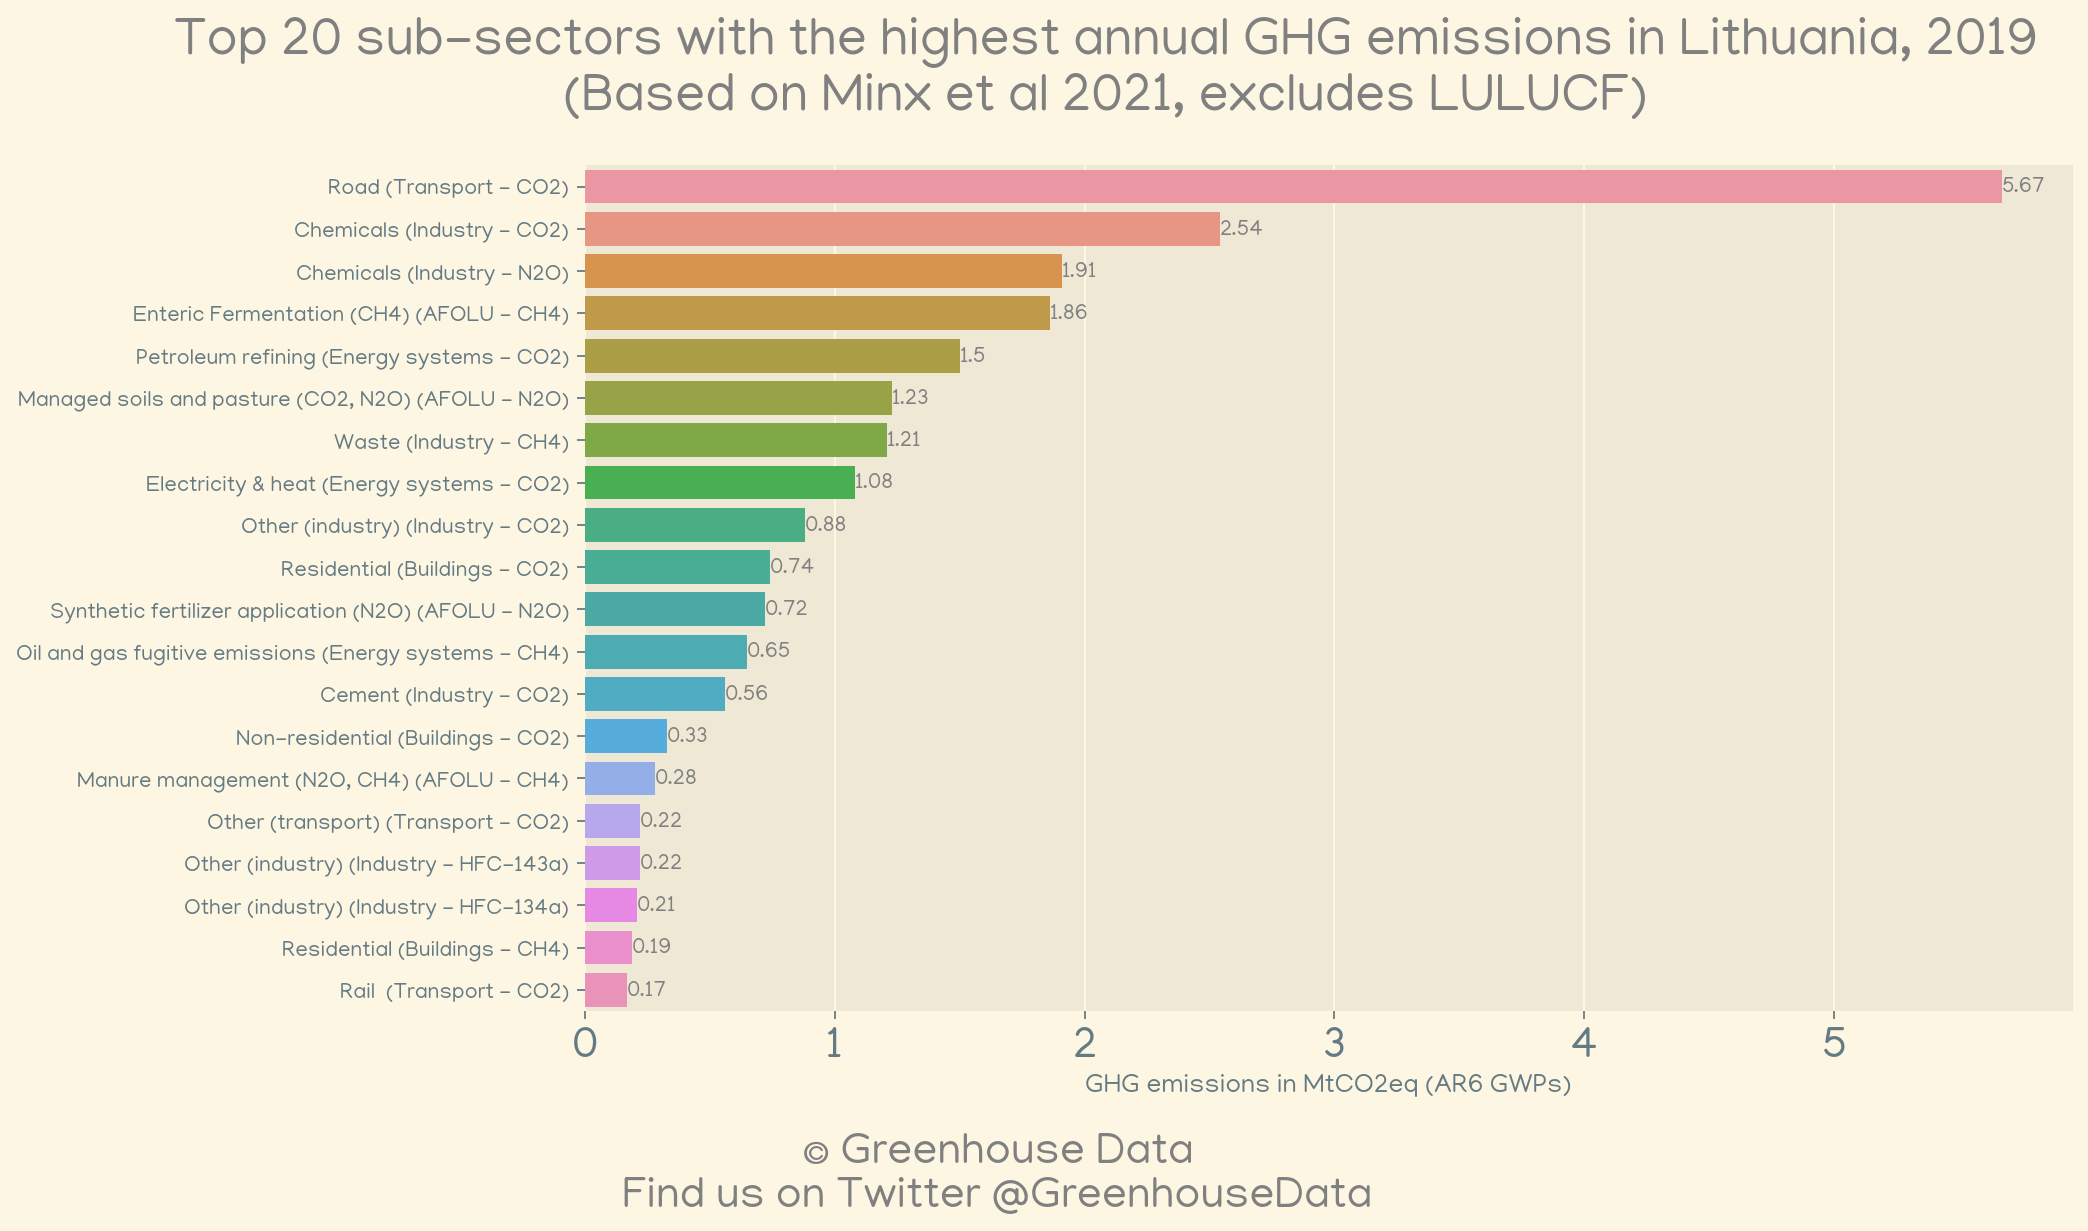 Top 20 sub-sectors with the highest annual GHG emissions in Lithuania, 2019
(Based on Minx et al 2021, excludes LULUCF)
Road (Transport - CO2) 5.67
Chemicals (Industry - CO2) 2.54
Chemicals (Industry - N2O) 1.91
Enteric Fermentation (CH4) (AFOLU - CH4) 1.86
Petroleum refining (Energy systems - CO2) 1.5
Managed soils and pasture (CO2, N2O) (AFOLU - N2O) 1.23
Waste (Industry - CH4) 1.21
Electricity & heat (Energy systems - CO2) 1.08
Other (industry) (Industry - CO2) 0.88
Residential (Buildings - CO2) 0.74
Synthetic fertilizer application (N2O) (AFOLU - N2O) 0.72
Oil and gas fugitive emissions (Energy systems - CH4) 0.65
Cement (Industry - CO2) 0.56
Non-residential (Buildings - CO2) 0.33
Manure management (N2O, CH4) (AFOLU - CH4) 0.28
Other (transport) (Transport - CO2) 0.22
Other (industry) (Industry - HFC-143a) 0.22
Other (industry) (Industry - HFC-134a) 0.21
Residential (Buildings - CH4) 0.19
Rail  (Transport - CO2) 0.17
0 1 2 3 4 5
GHG emissions in MtCO2eq (AR6 GWPs)
© Greenhouse Data
Find us on Twitter @GreenhouseData